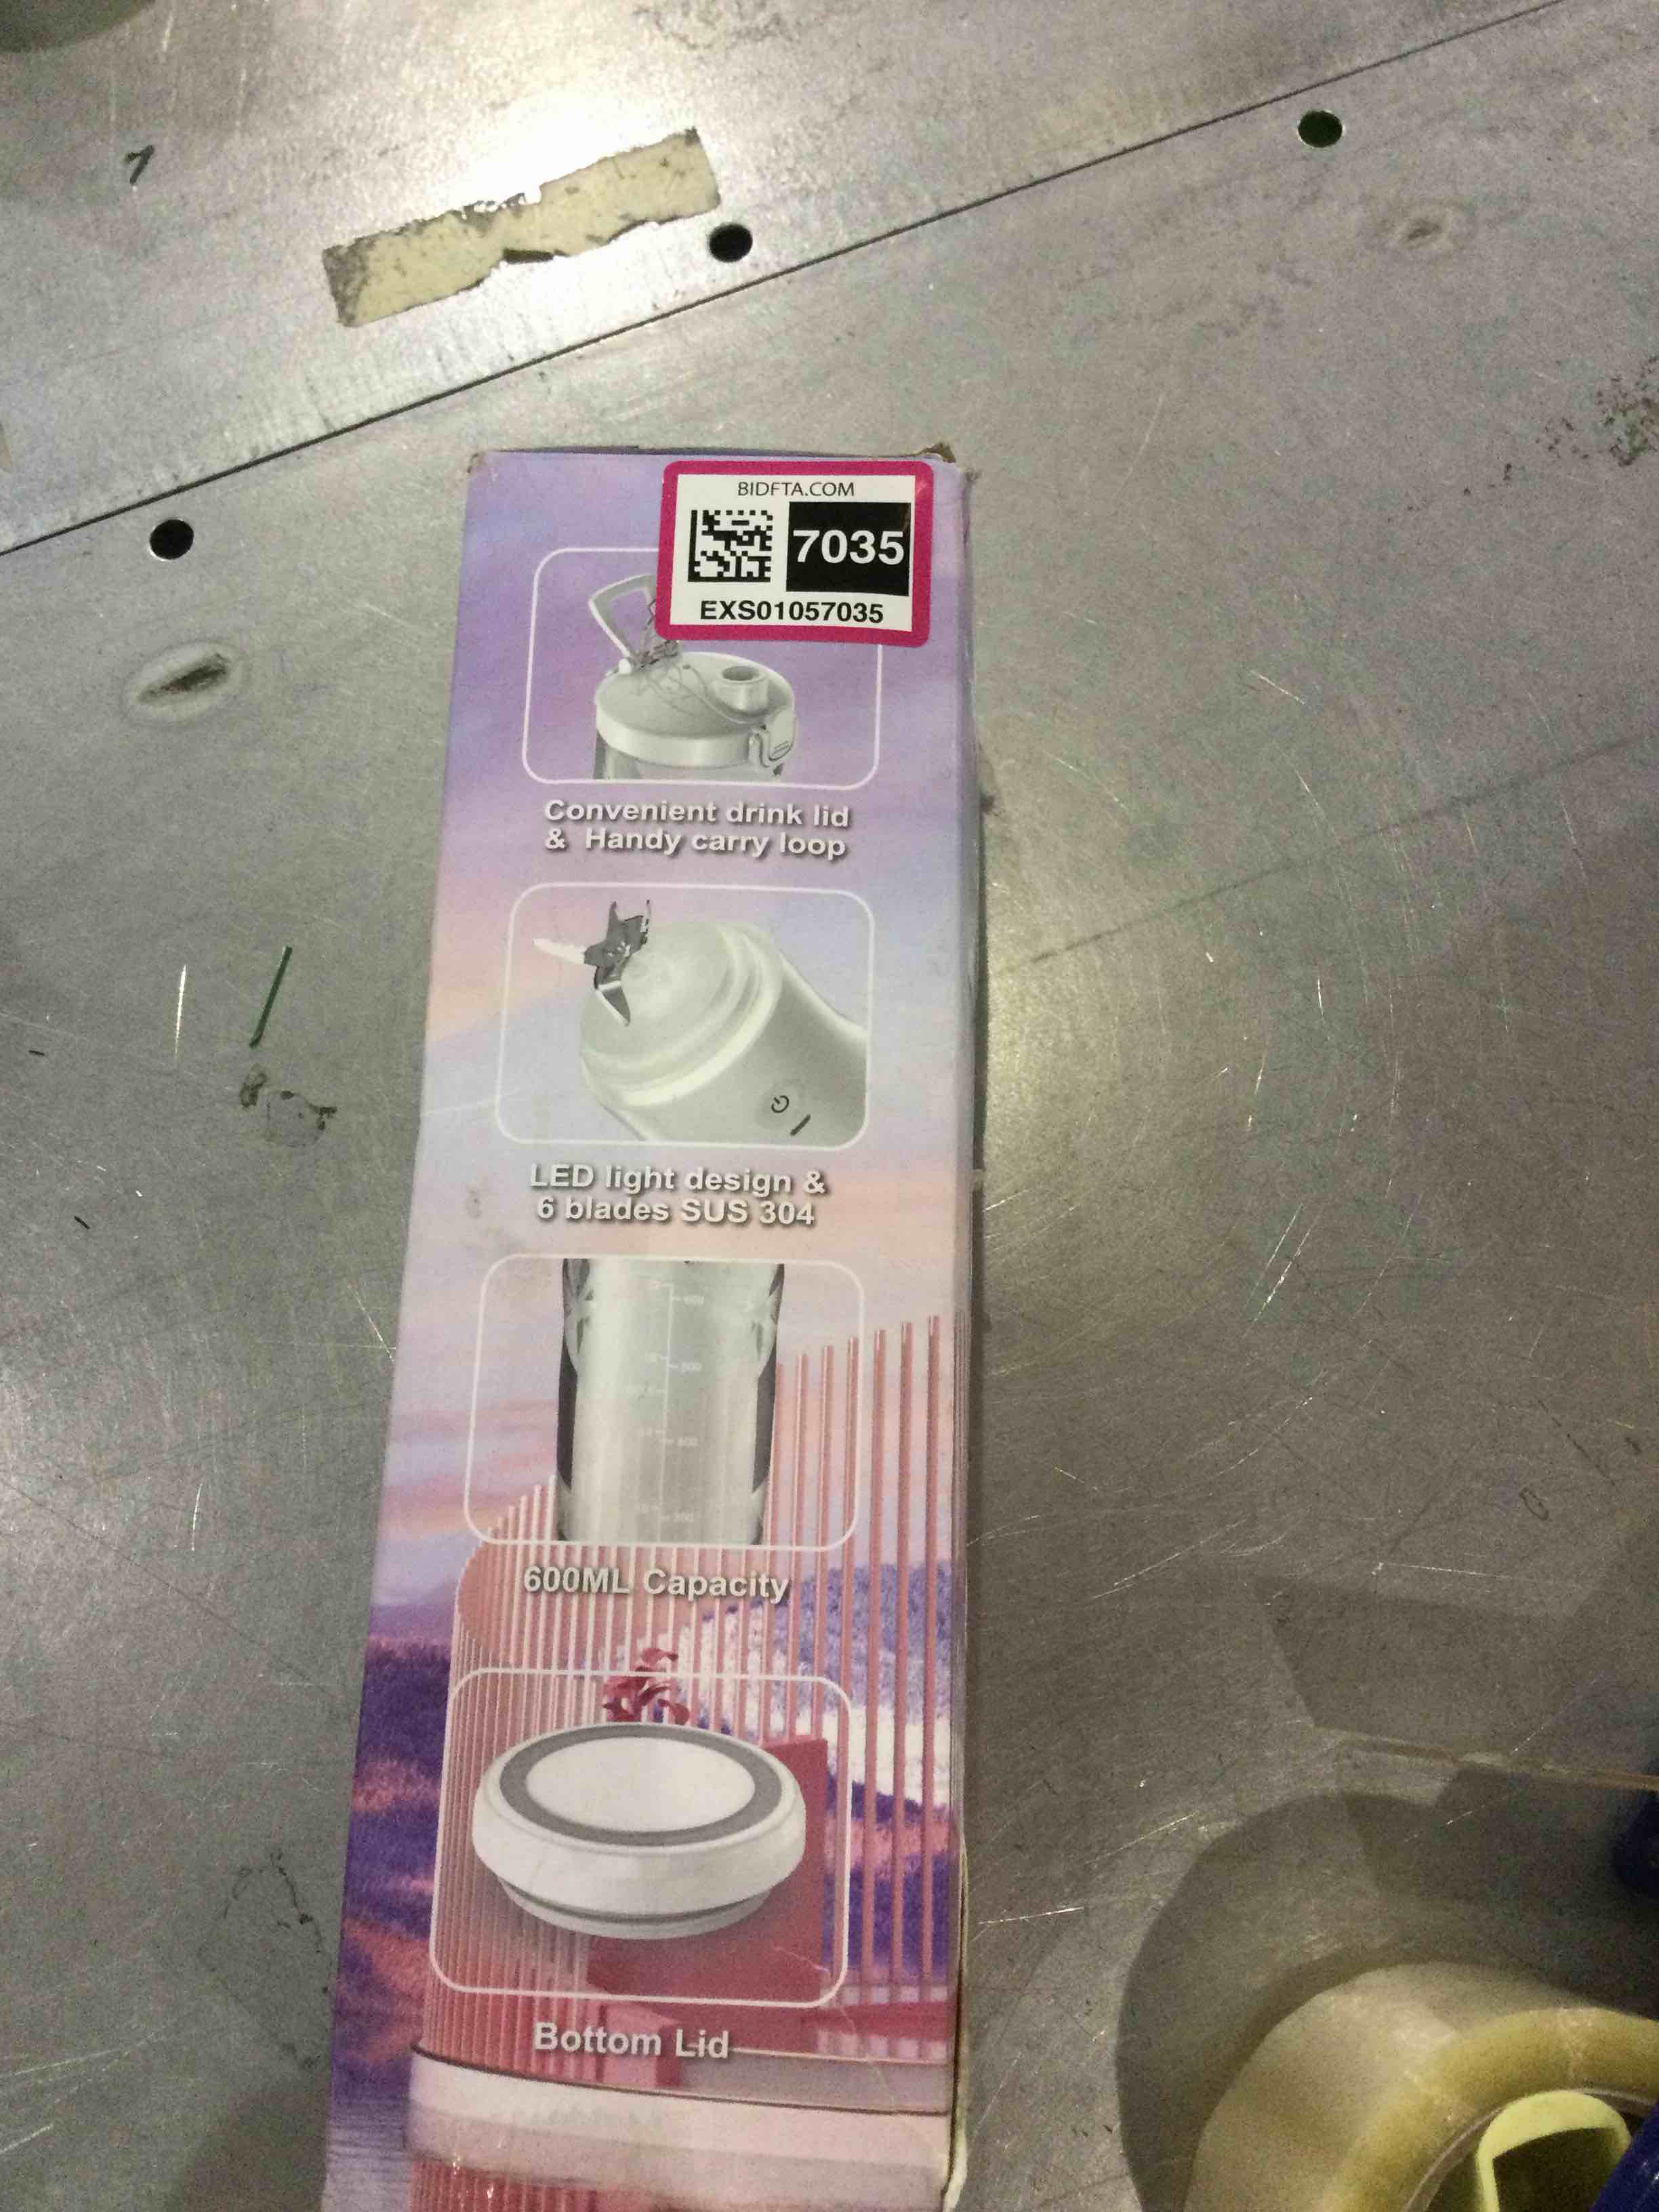 BIDFTA.COM
7035
EXS01057035
Convenient drink lid
& Handy carry loop
LED light design &
6 blades SUS 304
600ML Capacity
Bottom Lid